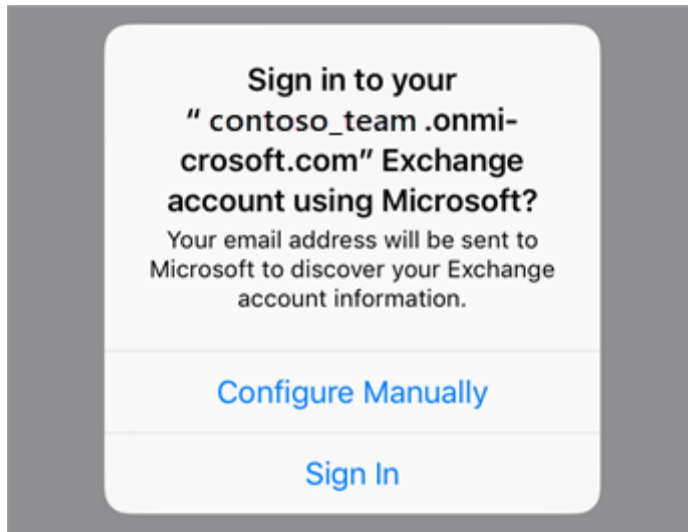 Sign in to your
“ contoso_team .onmi-
crosoft.com” Exchange
account using Microsoft?
Your email address will be sent to
Microsoft to discover your Exchange
account information.
Configure Manually
Sign In